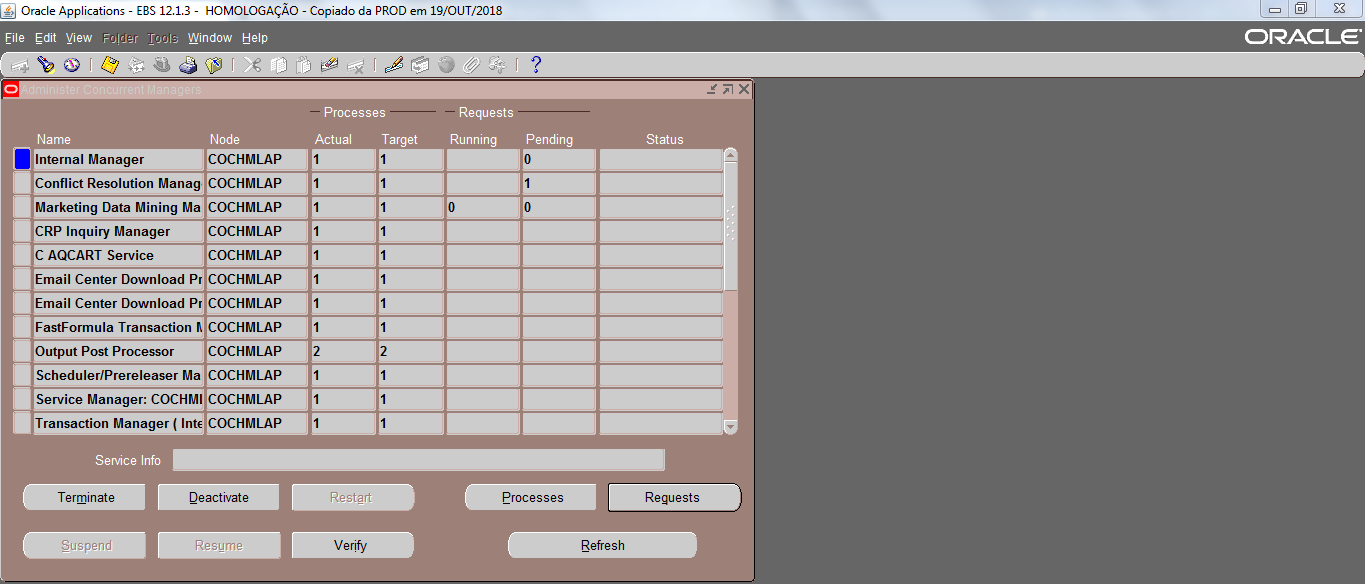 Oracle Applications - EBS 12.1.3 - HOMOLOGAÇÃO - Copiado da PROD em 19/OUT/2018
File Edit View Folder Tools Window Help
ORACLE
Administer Concurrent Managers
Processes Requests
Name Node Actual Target Running Pending Status
Internal Manager COCHMLAP 1 1 0
Conflict Resolution Manag COCHMLAP 1 1 1
Marketing Data Mining Ma COCHMLAP 1 1 0 0
CRP Inquiry Manager COCHMLAP 1 1
C AQCART Service COCHMLAP 1 1
Email Center Download Pr COCHMLAP 1 1
Email Center Download Pr COCHMLAP 1 1
FastFormula Transaction M COCHMLAP 1 1
Output Post Processor COCHMLAP 2 2
Scheduler/Prereleaser Ma COCHMLAP 1 1
Service Manager: COCHMI COCHMLAP 1 1
Transaction Manager ( Inte COCHMLAP 1 1
Service Info
Terminate Deactivate Restart Processes Requests
Suspend Resume Verify Refresh